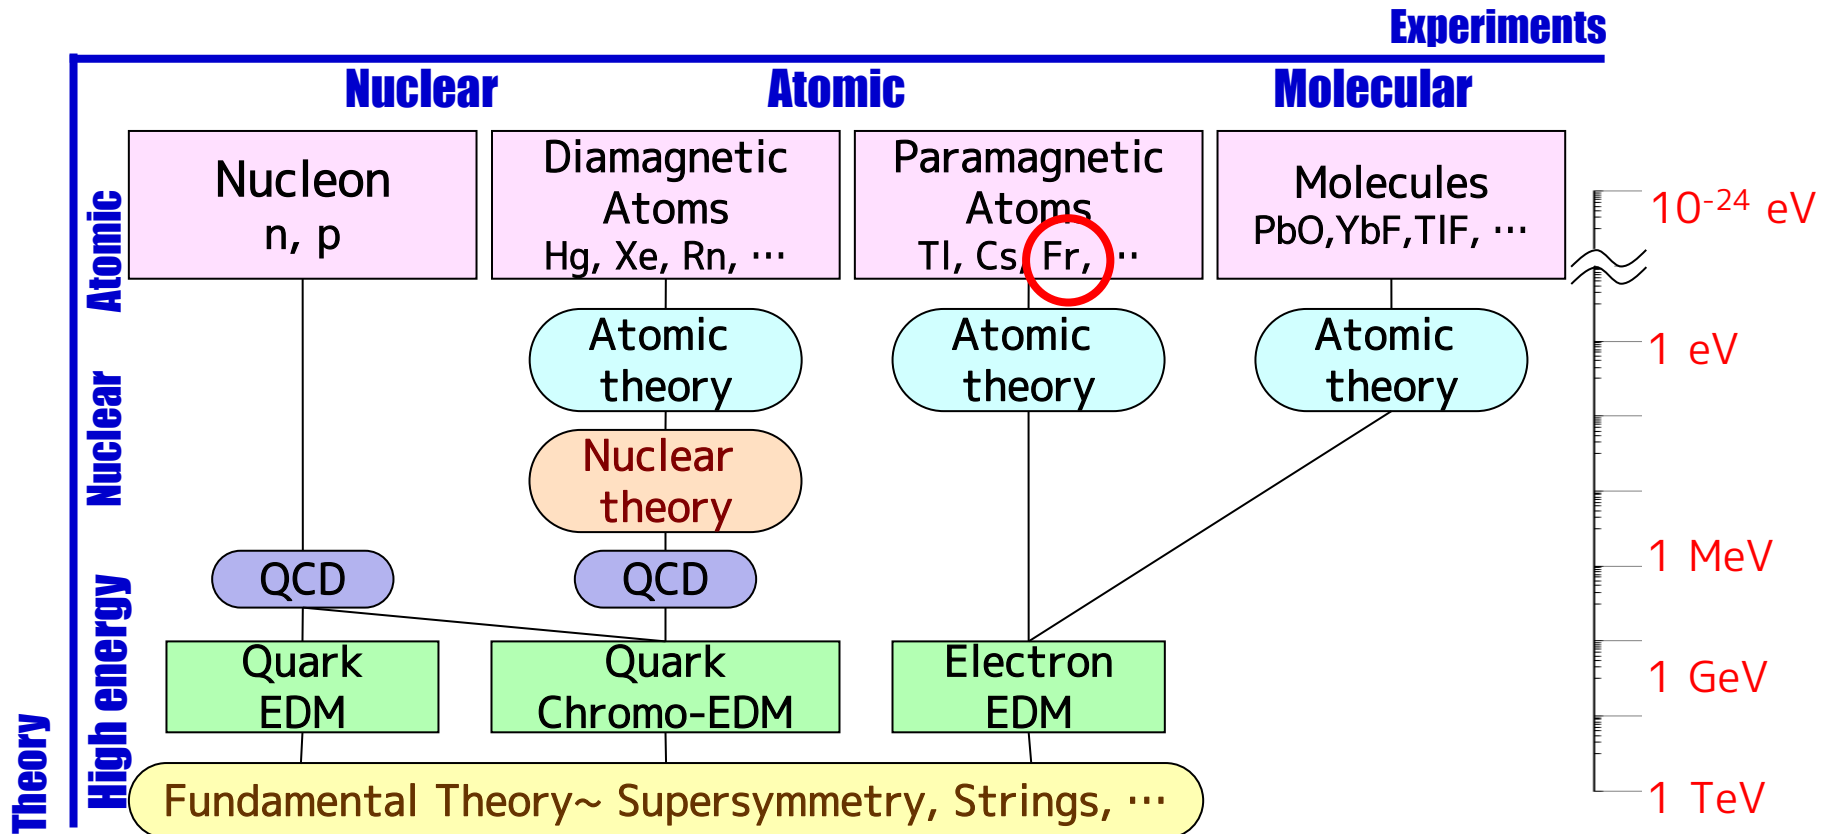 Experiments
Nuclear
Atomic
Molecular
Nucleon
n, p
Diamagnetic
Atoms
Hg, Xe, Rn, ⋯
Paramagnetic
Atoms
Tl, Cs, Fr, ⋯
Molecules
PbO,YbF,TlF, ⋯
Atomic
Nuclear
High energy
Theory
Atomic
theory
Atomic
theory
Atomic
theory
Nuclear
theory
QCD
QCD
Quark
EDM
Quark
Chromo-EDM
Electron
EDM
Fundamental Theory~ Supersymmetry, Strings, ⋯
10⁻²⁴ eV
1 eV
1 MeV
1 GeV
1 TeV